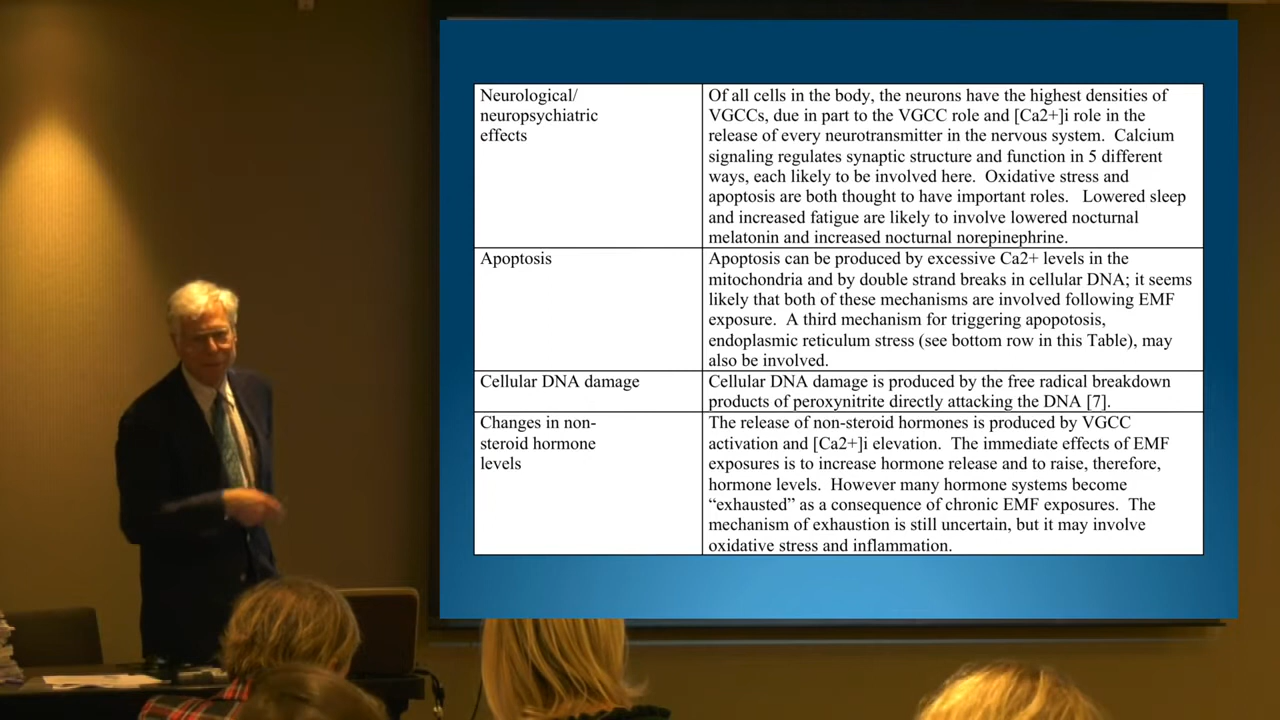 Neurological/
neuropsychiatric
effects
Of all cells in the body, the neurons have the highest densities of
VGCCs, due in part to the VGCC role and [Ca2+]i role in the
release of every neurotransmitter in the nervous system.  Calcium
signaling regulates synaptic structure and function in 5 different
ways, each likely to be involved here.  Oxidative stress and
apoptosis are both thought to have important roles.   Lowered sleep
and increased fatigue are likely to involve lowered nocturnal
melatonin and increased nocturnal norepinephrine.
Apoptosis
Apoptosis can be produced by excessive Ca2+ levels in the
mitochondria and by double strand breaks in cellular DNA; it seems
likely that both of these mechanisms are involved following EMF
exposure.  A third mechanism for triggering apopotosis,
endoplasmic reticulum stress (see bottom row in this Table), may
also be involved.
Cellular DNA damage
Cellular DNA damage is produced by the free radical breakdown
products of peroxynitrite directly attacking the DNA [7].
Changes in non-
steroid hormone
levels
The release of non-steroid hormones is produced by VGCC
activation and [Ca2+]i elevation.  The immediate effects of EMF
exposures is to increase hormone release and to raise, therefore,
hormone levels.  However many hormone systems become
“exhausted” as a consequence of chronic EMF exposures.  The
mechanism of exhaustion is still uncertain, but it may involve
oxidative stress and inflammation.